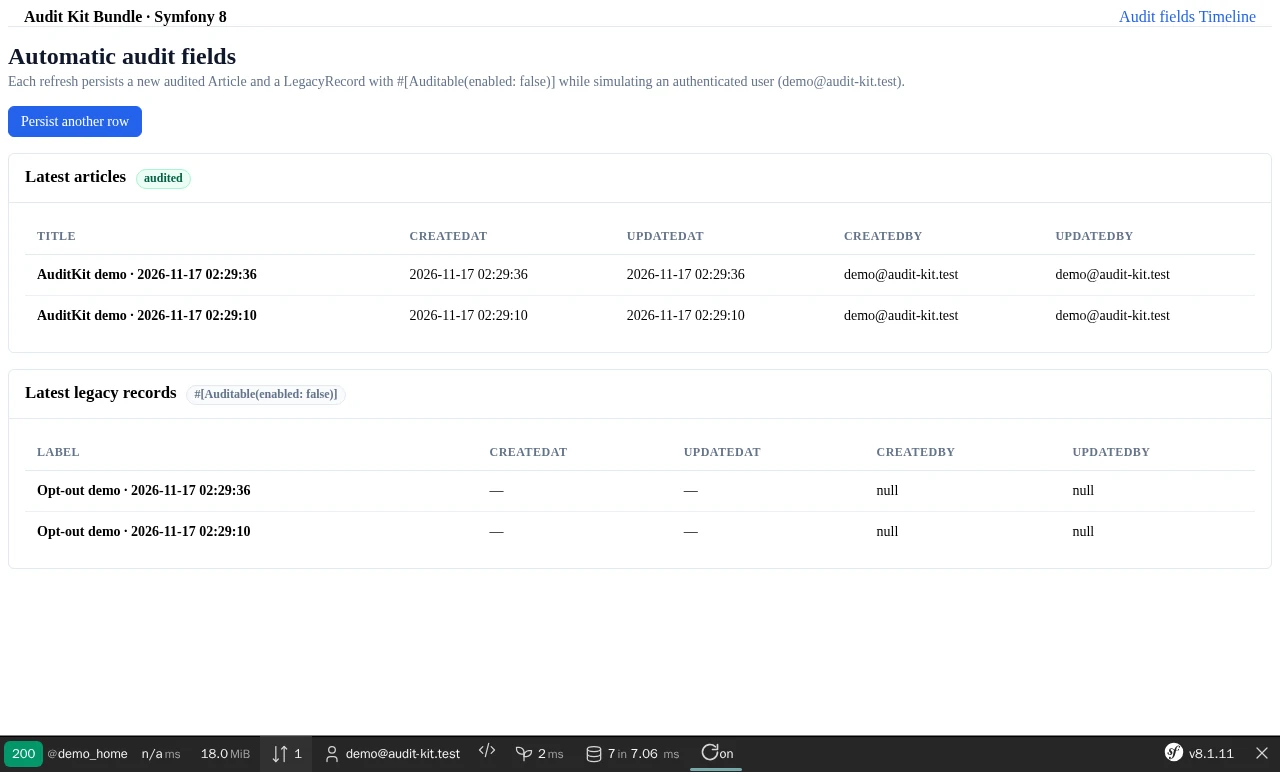 Audit Kit Bundle · Symfony 8
Audit fields Timeline
Automatic audit fields
Each refresh persists a new audited Article and a LegacyRecord with #[Auditable(enabled: false)] while simulating an authenticated user (demo@audit-kit.test).
Persist another row
Latest articles audited
TITLE CREATEDAT UPDATEDAT CREATEDBY UPDATEDBY
AuditKit demo · 2026-11-17 02:29:36 2026-11-17 02:29:36 2026-11-17 02:29:36 demo@audit-kit.test demo@audit-kit.test
AuditKit demo · 2026-11-17 02:29:10 2026-11-17 02:29:10 2026-11-17 02:29:10 demo@audit-kit.test demo@audit-kit.test
Latest legacy records #[Auditable(enabled: false)]
LABEL CREATEDAT UPDATEDAT CREATEDBY UPDATEDBY
Opt-out demo · 2026-11-17 02:29:36 — — null null
Opt-out demo · 2026-11-17 02:29:10 — — null null
200 @demo_home n/a ms 18.0 MiB 1 demo@audit-kit.test 2 ms 7 in 7.06 ms on sf v8.1.11